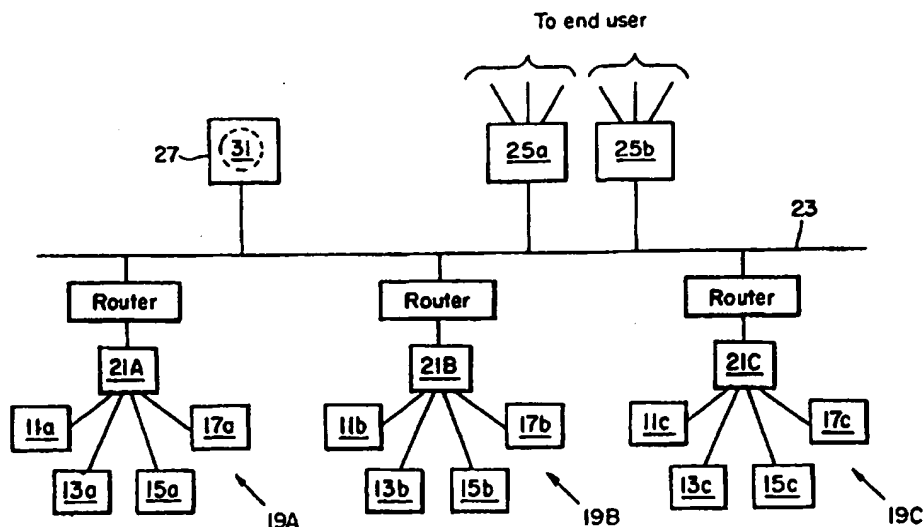 To end user
27
31
25a
25b
23
Router
Router
Router
21A
21B
21C
11a
17a
11b
17b
11c
17c
13a
15a
13b
15b
13c
15c
19A
19B
19C